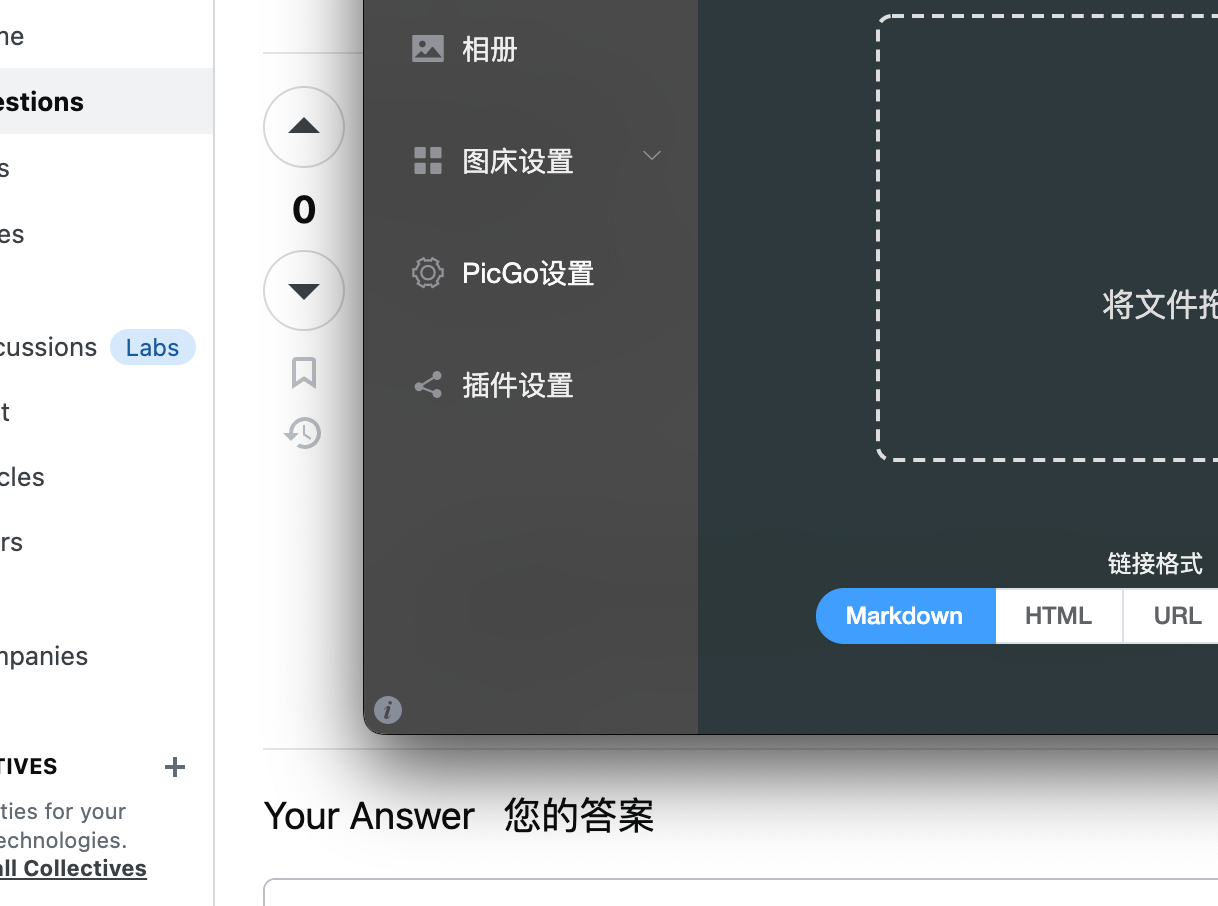 me
estions
s
es
cussions Labs
t
cles
rs
mpanies
TIVES
ties for your
echnologies.
all Collectives
0
相册
图床设置
PicGo设置
插件设置
将文件拖
链接格式
Markdown HTML URL
Your Answer 您的答案